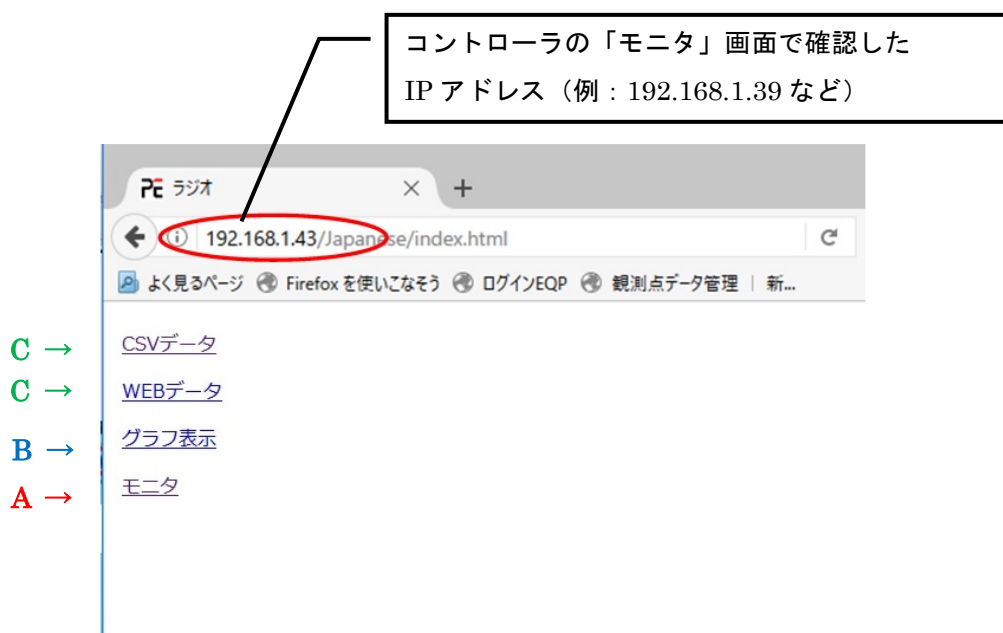 コントローラの「モニタ」画面で確認した
IP アドレス（例：192.168.1.39 など）
PE ラジオ
192.168.1.43/Japanese/index.html
よく見るページ Firefox を使いこなそう ログインEQP 観測点データ管理 | 新...
C → CSVデータ
C → WEBデータ
B → グラフ表示
A → モニタ